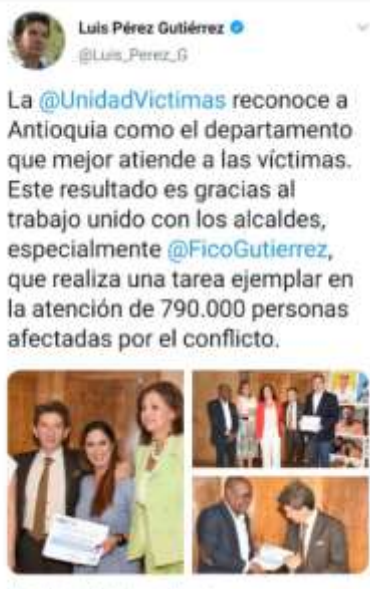 Luis Pérez Gutiérrez
@Luis_Perez_G
La @UnidadVictimas reconoce a
Antioquia como el departamento
que mejor atiende a las víctimas.
Este resultado es gracias al
trabajo unido con los alcaldes,
especialmente @FicoGutierrez,
que realiza una tarea ejemplar en
la atención de 790.000 personas
afectadas por el conflicto.